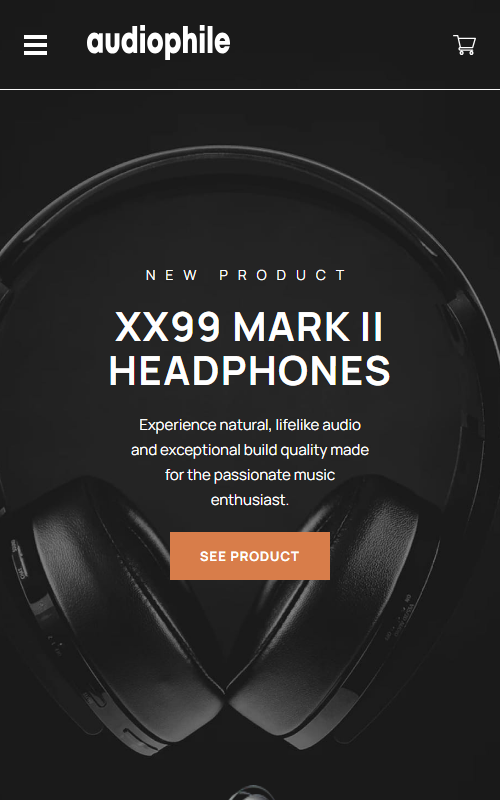 audiophile
NEW PRODUCT
XX99 MARK II
HEADPHONES
Experience natural, lifelike audio
and exceptional build quality made
for the passionate music
enthusiast.
SEE PRODUCT